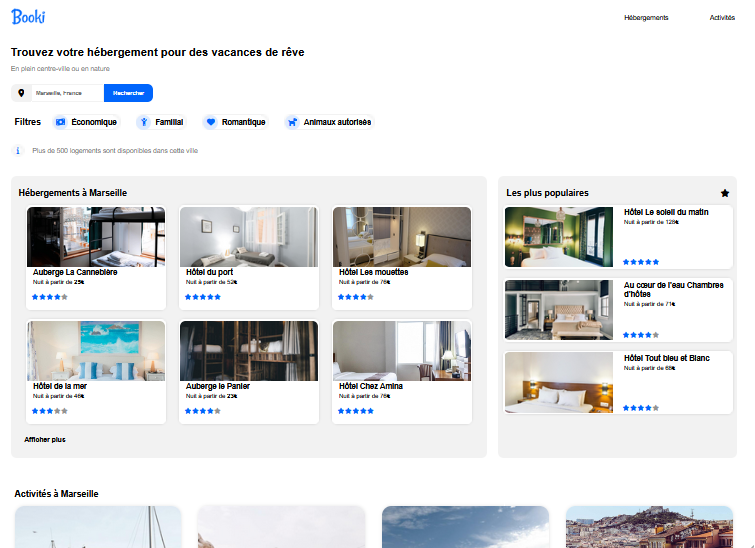 Booki
Hébergements
Activités
Trouvez votre hébergement pour des vacances de rêve
En plein centre-ville ou en nature
Marseille, France
Rechercher
Filtres
Économique
Familial
Romantique
Animaux autorisés
Plus de 500 logements sont disponibles dans cette ville
Hébergements à Marseille
Auberge La Cannebière
Nuit à partir de 25€
Hôtel du port
Nuit à partir de 52€
Hôtel Les mouettes
Nuit à partir de 76€
Hôtel de la mer
Nuit à partir de 46€
Auberge le Panier
Nuit à partir de 23€
Hôtel Chez Amina
Nuit à partir de 76€
Afficher plus
Les plus populaires
Hôtel Le soleil du matin
Nuit à partir de 128€
Au cœur de l'eau Chambres
d'hôtes
Nuit à partir de 71€
Hôtel Tout bleu et Blanc
Nuit à partir de 68€
Activités à Marseille